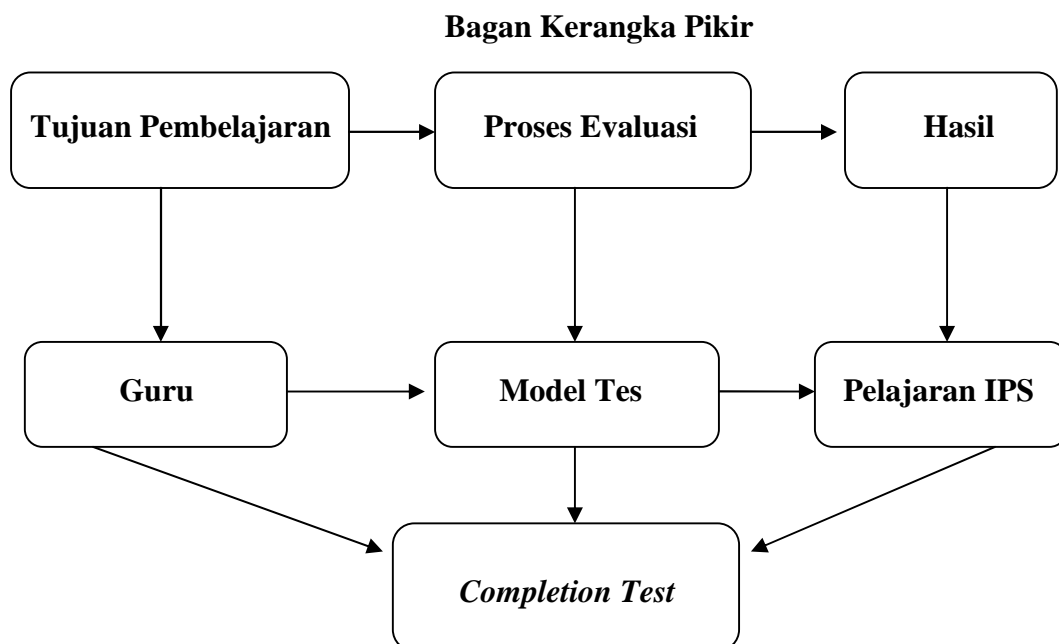 Bagan Kerangka Pikir
Tujuan Pembelajaran
Proses Evaluasi
Hasil
Guru
Model Tes
Pelajaran IPS
Completion Test